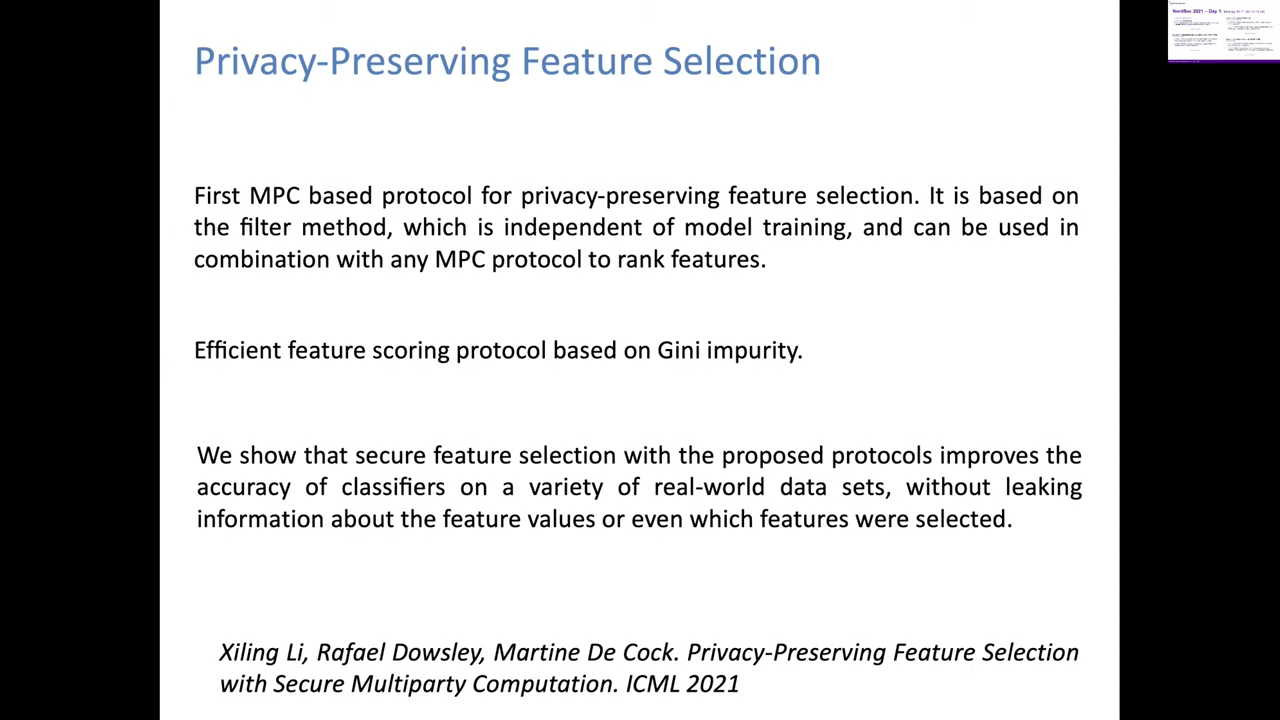 Privacy-Preserving Feature Selection
NordSec 2021 – Day 1,
First MPC based protocol for privacy-preserving feature selection. It is based on
the filter method, which is independent of model training, and can be used in
combination with any MPC protocol to rank features.
Efficient feature scoring protocol based on Gini impurity.
We show that secure feature selection with the proposed protocols improves the
accuracy of classifiers on a variety of real-world data sets, without leaking
information about the feature values or even which features were selected.
Xiling Li, Rafael Dowsley, Martine De Cock. Privacy-Preserving Feature Selection
with Secure Multiparty Computation. ICML 2021